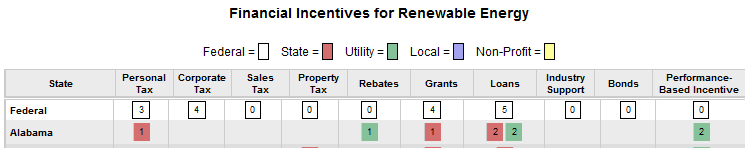 Financial Incentives for Renewable Energy
Federal = State = Utility = Local = Non-Profit =
State Personal Tax Corporate Tax Sales Tax Property Tax Rebates Grants Loans Industry Support Bonds Performance-Based Incentive
Federal 3 4 0 0 0 4 5 0 0 0
Alabama 1 1 1 2 2 2